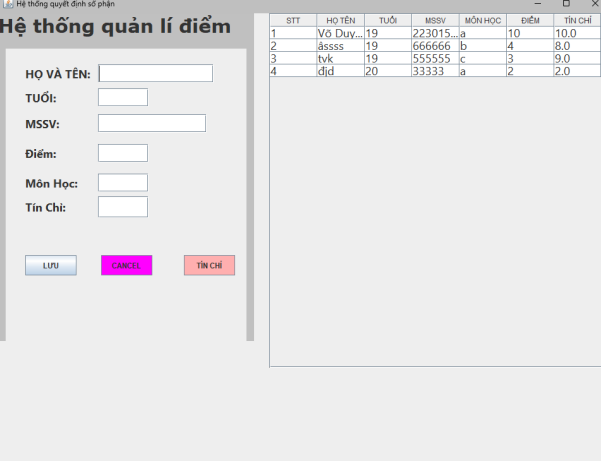 Hệ thống quyết định số phận
Hệ thống quản lí điểm
HỌ VÀ TÊN:
TUỔI:
MSSV:
Điểm:
Môn Học:
Tín Chi:
LƯU CANCEL TÍN CHỈ
STT HỌ TÊN TUỔI MSSV MÔN HỌC ĐIỂM TÍN CHỈ
1 Võ Duy... 19 223015... a 10 10.0
2 âssss 19 666666 b 4 8.0
3 tvk 19 555555 c 3 9.0
4 đjd 20 33333 a 2 2.0